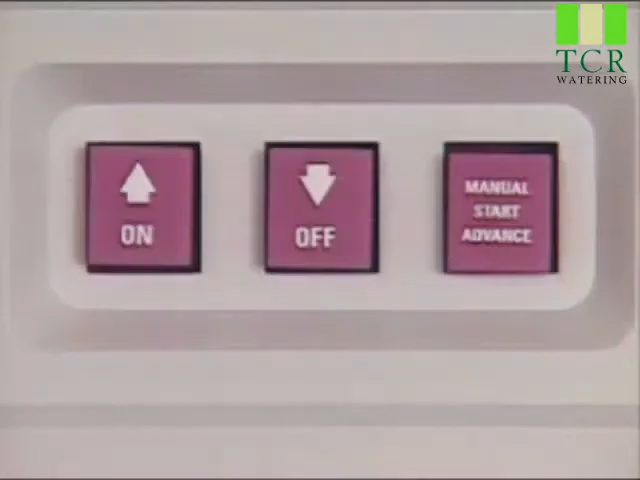 TCR
WATERING
ON
OFF
MANUAL
START
ADVANCE